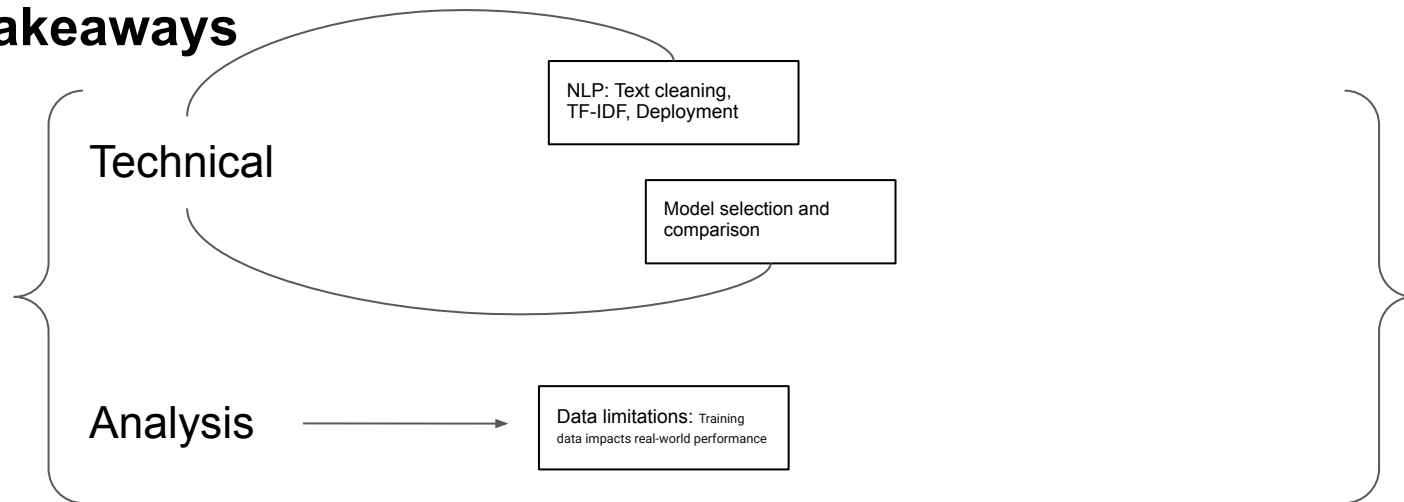 akeaways
NLP: Text cleaning,
TF-IDF, Deployment
Technical
Model selection and
comparison
Analysis
Data limitations: Training
data impacts real-world performance